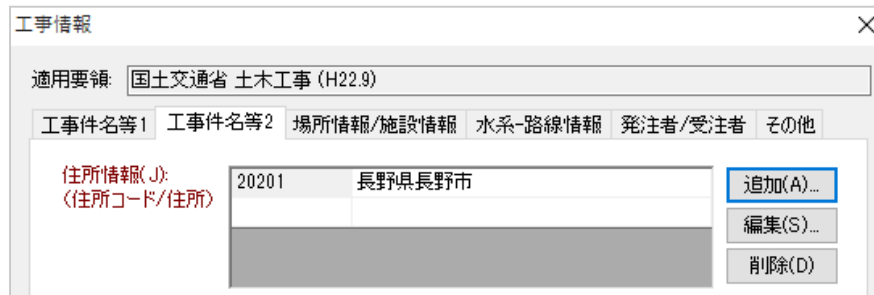 工事情報
適用要領: 国土交通省 土木工事 (H22.9)
工事件名等1 工事件名等2 場所情報/施設情報 水系-路線情報 発注者/受注者 その他
住所情報(J):
(住所コード/住所)
20201 長野県長野市
追加(A)...
編集(S)...
削除(D)